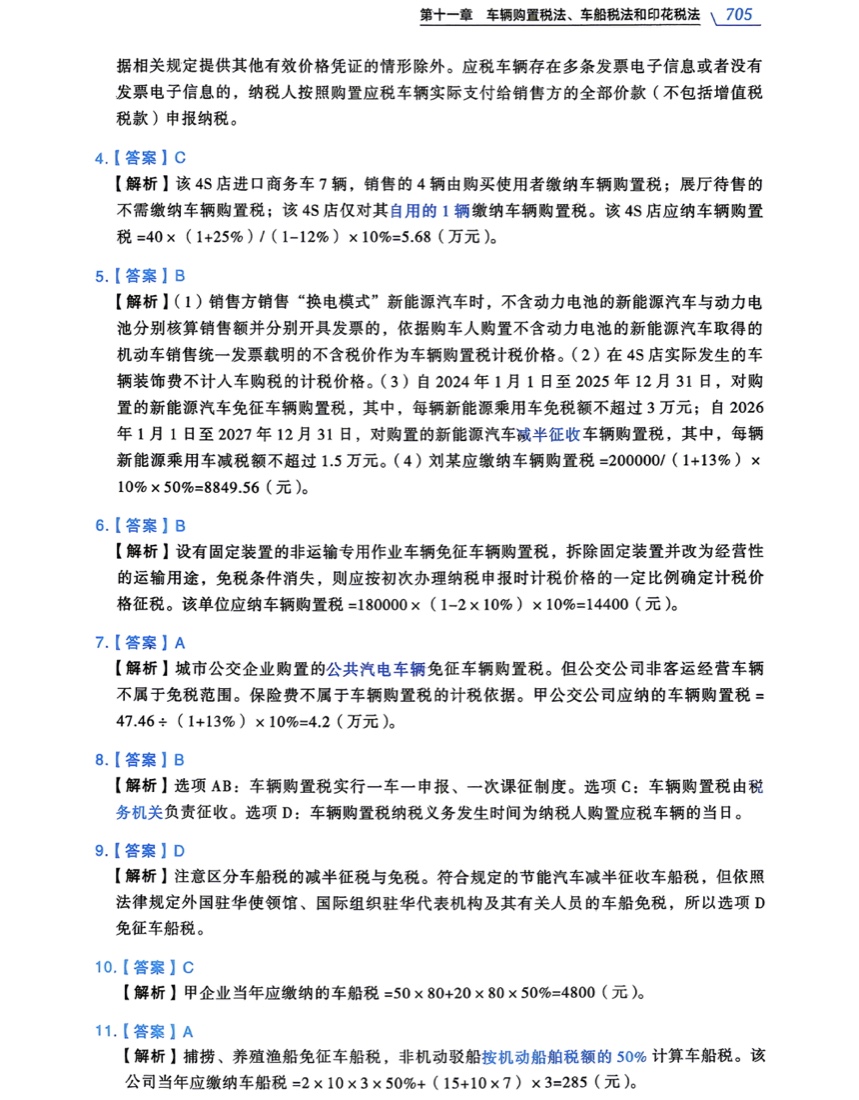 第十一章 车辆购置税法、车船税法和印花税法 705
据相关规定提供其他有效价格凭证的情形除外。应税车辆存在多条发票电子信息或者没有
发票电子信息的，纳税人按照购置应税车辆实际支付给销售方的全部价款（不包括增值税
税款）申报纳税。
4.【答案】C
【解析】该 4S 店进口商务车 7 辆，销售的 4 辆由购买使用者缴纳车辆购置税；展厅待售的
不需缴纳车辆购置税；该 4S 店仅对其自用的 1 辆缴纳车辆购置税。该 4S 店应纳车辆购置
税 =40×（1+25%）/（1-12%）×10%=5.68（万元）。
5.【答案】B
【解析】（1）销售方销售“换电模式”新能源汽车时，不含动力电池的新能源汽车与动力电
池分别核算销售额并分别开具发票的，依据购车人购置不含动力电池的新能源汽车取得的
机动车销售统一发票载明的不含税价作为车辆购置税计税价格。（2）在 4S 店实际发生的车
辆装饰费不计人车购税的计税价格。（3）自 2024 年 1 月 1 日至 2025 年 12 月 31 日，对购
置的新能源汽车免征车辆购置税，其中，每辆新能源乘用车免税额不超过 3 万元；自 2026
年 1 月 1 日至 2027 年 12 月 31 日，对购置的新能源汽车减半征收车辆购置税，其中，每辆
新能源乘用车减税额不超过 1.5 万元。（4）刘某应缴纳车辆购置税 =200000/（1+13%）×
10%×50%=8849.56（元）。
6.【答案】B
【解析】设有固定装置的非运输专用作业车辆免征车辆购置税，拆除固定装置并改为经营性
的运输用途，免税条件消失，则应按初次办理纳税申报时计税价格的一定比例确定计税价
格征税。该单位应纳车辆购置税 =180000×（1-2×10%）×10%=14400（元）。
7.【答案】A
【解析】城市公交企业购置的公共汽电车辆免征车辆购置税。但公交公司非客运经营车辆
不属于免税范围。保险费不属于车辆购置税的计税依据。甲公交公司应纳的车辆购置税 =
47.46÷（1+13%）×10%=4.2（万元）。
8.【答案】B
【解析】选项 AB：车辆购置税实行一车一申报、一次课征制度。选项 C：车辆购置税由税
务机关负责征收。选项 D：车辆购置税纳税义务发生时间为纳税人购置应税车辆的当日。
9.【答案】D
【解析】注意区分车船税的减半征税与免税。符合规定的节能汽车减半征收车船税，但依照
法律规定外国驻华使领馆、国际组织驻华代表机构及其有关人员的车船免税，所以选项 D
免征车船税。
10.【答案】C
【解析】甲企业当年应缴纳的车船税 =50×80+20×80×50%=4800（元）。
11.【答案】A
【解析】捕捞、养殖渔船免征车船税，非机动驳船按机动船舶税额的 50% 计算车船税。该
公司当年应缴纳车船税 =2×10×3×50%+（15+10×7）×3=285（元）。